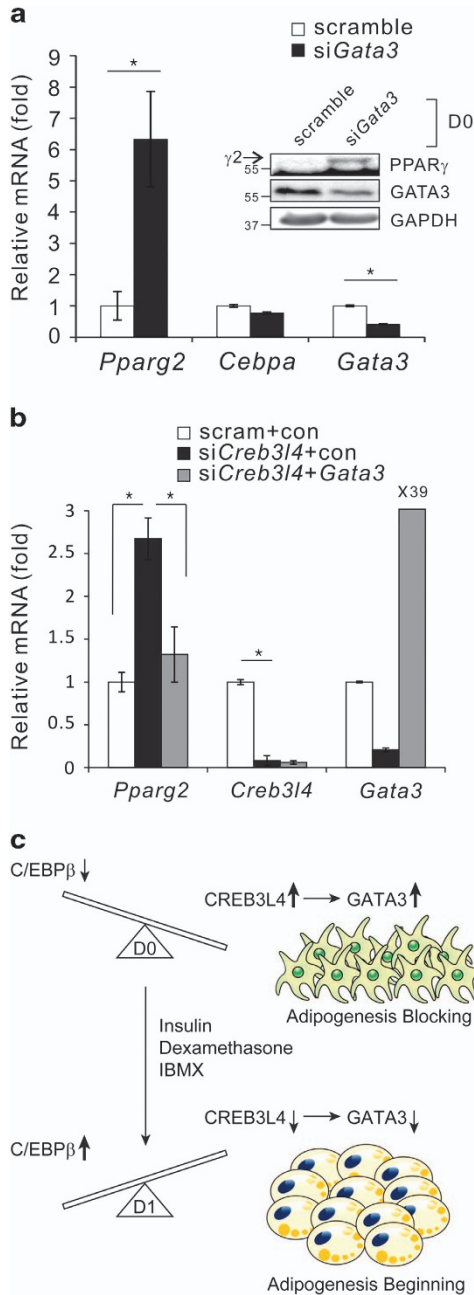 a
scramble
siGata3
Relative mRNA (fold)
9
8
7
6
5
4
3
2
1
0
*
*
scramble
siGata3
D0
γ2→
55
PPARγ
55
GATA3
37
GAPDH
Pparg2
Cebpa
Gata3
b
scram+con
siCreb3l4+con
siCreb3l4+Gata3
Relative mRNA (fold)
3
2.5
2
1.5
1
0.5
0
*
*
*
X39
Pparg2
Creb3l4
Gata3
c
C/EBPβ↓
CREB3L4↑→GATA3↑
D0
Adipogenesis Blocking
Insulin
Dexamethasone
IBMX
C/EBPβ↑
CREB3L4↓→GATA3↓
D1
Adipogenesis Beginning